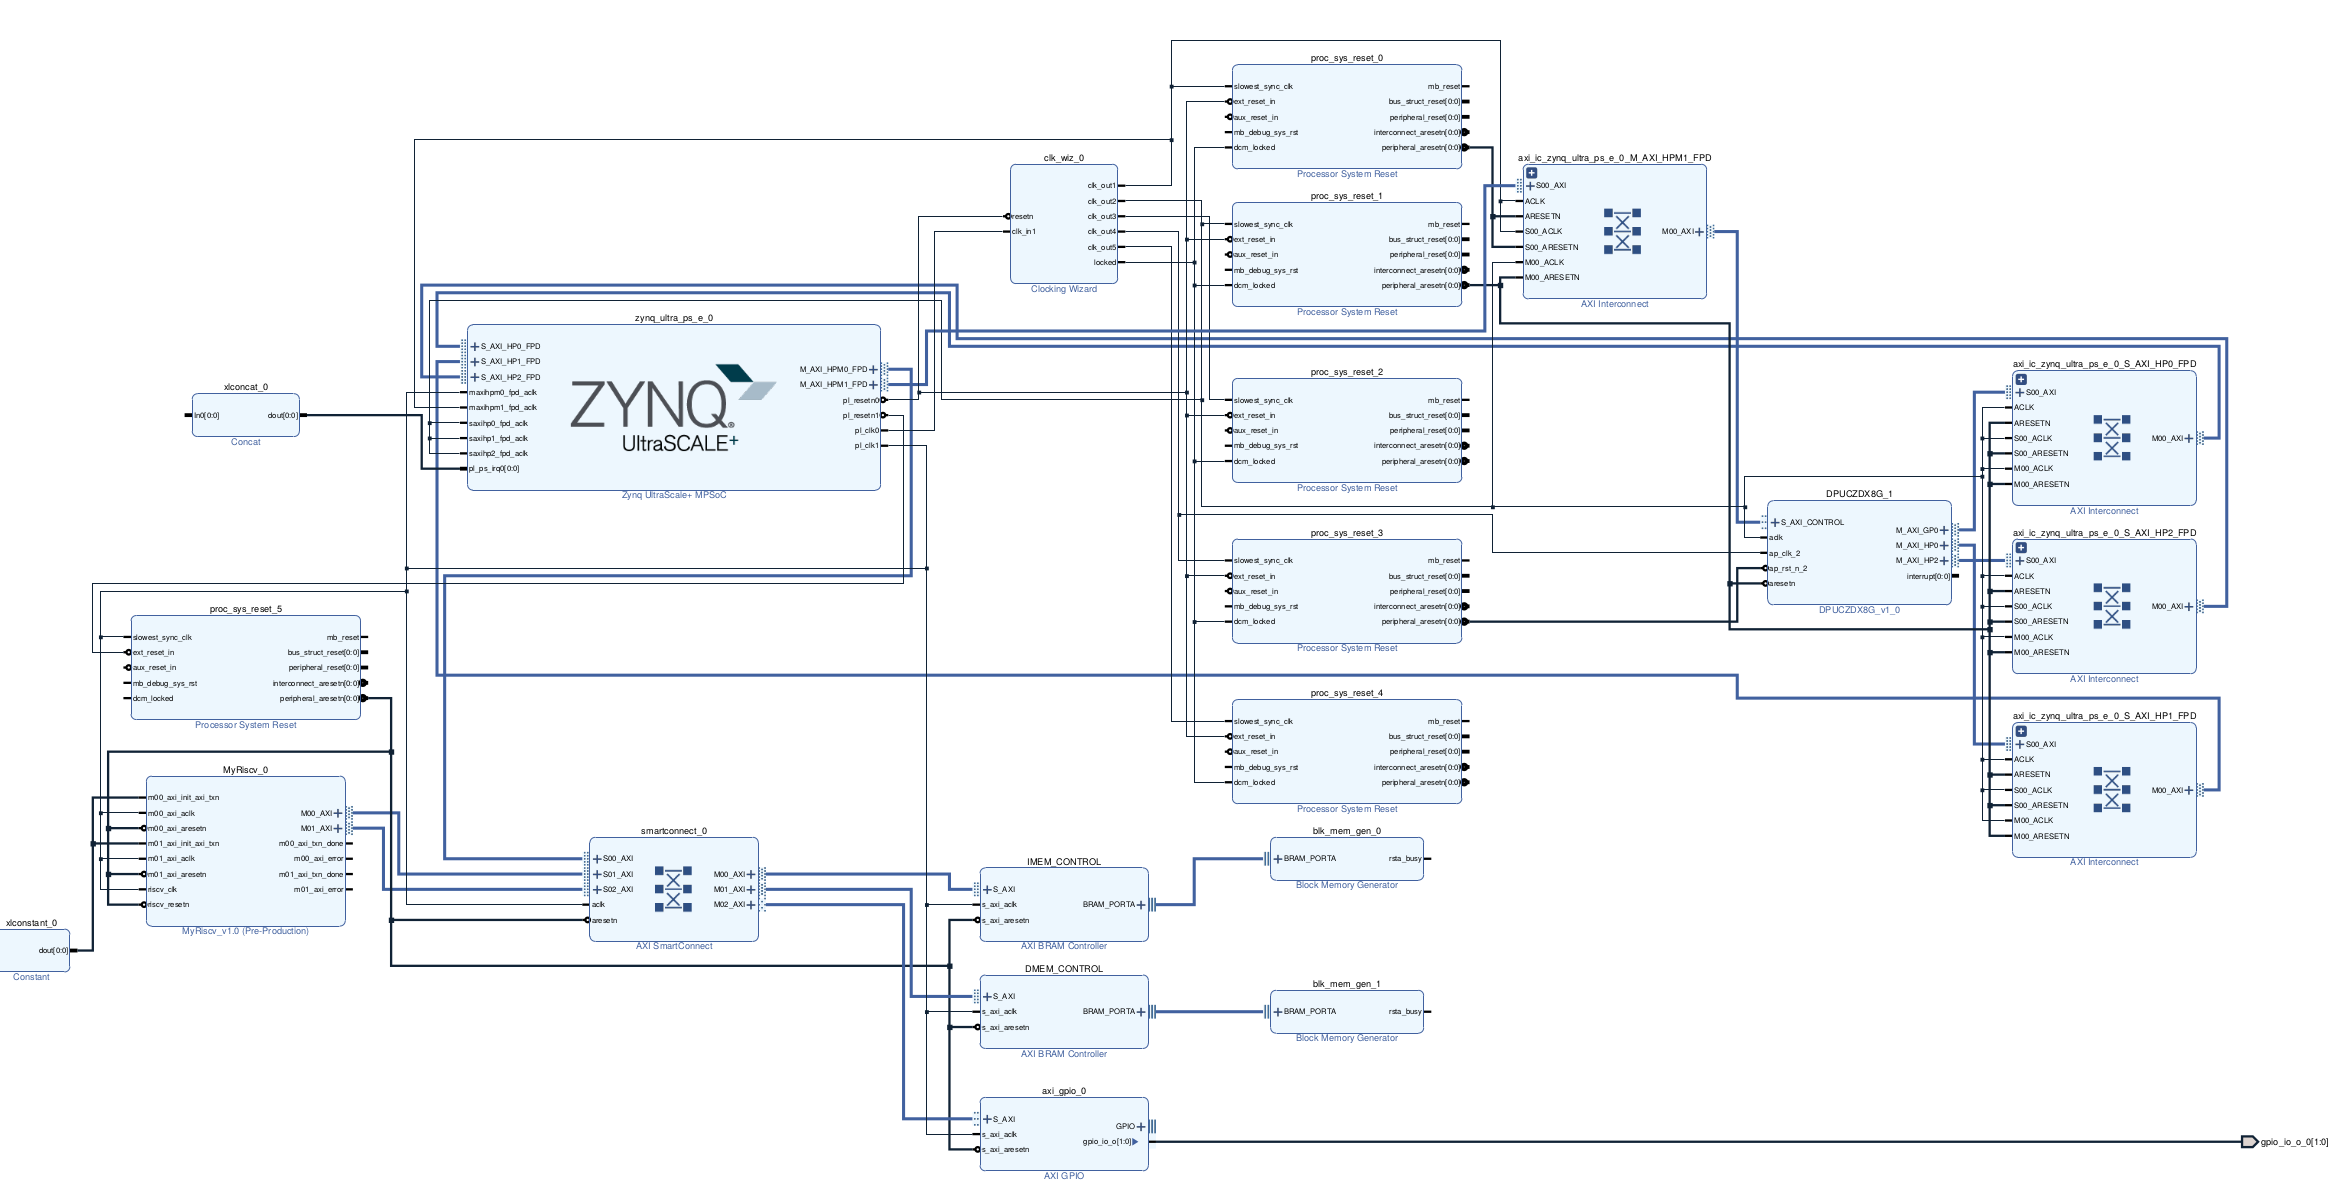 proc_sys_reset_0
slowest_sync_clk
ext_reset_in
aux_reset_in
mb_debug_sys_rst
dcm_locked
mb_reset
bus_struct_reset[0:0]
peripheral_reset[0:0]
interconnect_aresetn[0:0]
peripheral_aresetn[0:0]
Processor System Reset
clk_wiz_0
resetn
clk_in1
clk_out1
clk_out2
clk_out3
clk_out4
clk_out5
locked
Clocking Wizard
proc_sys_reset_1
slowest_sync_clk
ext_reset_in
aux_reset_in
mb_debug_sys_rst
dcm_locked
mb_reset
bus_struct_reset[0:0]
peripheral_reset[0:0]
interconnect_aresetn[0:0]
peripheral_aresetn[0:0]
Processor System Reset
axi_ic_zynq_ultra_ps_e_0_M_AXI_HPM1_FPD
S00_AXI
ACLK
ARESETN
S00_ACLK
S00_ARESETN
M00_ACLK
M00_ARESETN
M00_AXI
AXI Interconnect
zynq_ultra_ps_e_0
S_AXI_HP0_FPD
S_AXI_HP1_FPD
S_AXI_HP2_FPD
maxihpm0_fpd_aclk
maxihpm1_fpd_aclk
saxihp0_fpd_aclk
saxihp1_fpd_aclk
saxihp2_fpd_aclk
pl_ps_irq0[0:0]
ZYNQ
UltraSCALE+
M_AXI_HPM0_FPD
M_AXI_HPM1_FPD
pl_resetn0
pl_resetn1
pl_clk0
pl_clk1
Zynq UltraScale+ MPSoC
xlconcat_0
In0[0:0]
dout[0:0]
Concat
proc_sys_reset_2
slowest_sync_clk
ext_reset_in
aux_reset_in
mb_debug_sys_rst
dcm_locked
mb_reset
bus_struct_reset[0:0]
peripheral_reset[0:0]
interconnect_aresetn[0:0]
peripheral_aresetn[0:0]
Processor System Reset
axi_ic_zynq_ultra_ps_e_0_S_AXI_HP0_FPD
S00_AXI
ACLK
ARESETN
S00_ACLK
S00_ARESETN
M00_ACLK
M00_ARESETN
M00_AXI
AXI Interconnect
DPUCZDX8G_1
S_AXI_CONTROL
aclk
ap_clk_2
ap_rst_n_2
aresetn
M_AXI_GP0
M_AXI_HP0
M_AXI_HP2
interrupt[0:0]
DPUCZDX8G_v1_0
axi_ic_zynq_ultra_ps_e_0_S_AXI_HP2_FPD
S00_AXI
ACLK
ARESETN
S00_ACLK
S00_ARESETN
M00_ACLK
M00_ARESETN
M00_AXI
AXI Interconnect
proc_sys_reset_3
slowest_sync_clk
ext_reset_in
aux_reset_in
mb_debug_sys_rst
dcm_locked
mb_reset
bus_struct_reset[0:0]
peripheral_reset[0:0]
interconnect_aresetn[0:0]
peripheral_aresetn[0:0]
Processor System Reset
proc_sys_reset_5
slowest_sync_clk
ext_reset_in
aux_reset_in
mb_debug_sys_rst
dcm_locked
mb_reset
bus_struct_reset[0:0]
peripheral_reset[0:0]
interconnect_aresetn[0:0]
peripheral_aresetn[0:0]
Processor System Reset
proc_sys_reset_4
slowest_sync_clk
ext_reset_in
aux_reset_in
mb_debug_sys_rst
dcm_locked
mb_reset
bus_struct_reset[0:0]
peripheral_reset[0:0]
interconnect_aresetn[0:0]
peripheral_aresetn[0:0]
Processor System Reset
axi_ic_zynq_ultra_ps_e_0_S_AXI_HP1_FPD
S00_AXI
ACLK
ARESETN
S00_ACLK
S00_ARESETN
M00_ACLK
M00_ARESETN
M00_AXI
AXI Interconnect
MyRiscv_0
m00_axi_init_axi_txn
m00_axi_aclk
m00_axi_aresetn
m01_axi_init_axi_txn
m01_axi_aclk
m01_axi_aresetn
riscv_clk
riscv_resetn
M00_AXI
M01_AXI
m00_axi_txn_done
m00_axi_error
m01_axi_txn_done
m01_axi_error
MyRiscv_v1.0 (Pre-Production)
xlconstant_0
dout[0:0]
Constant
smartconnect_0
S00_AXI
S01_AXI
S02_AXI
aclk
aresetn
M00_AXI
M01_AXI
M02_AXI
AXI SmartConnect
IMEM_CONTROL
S_AXI
s_axi_aclk
s_axi_aresetn
BRAM_PORTA
AXI BRAM Controller
blk_mem_gen_0
BRAM_PORTA
rsta_busy
Block Memory Generator
DMEM_CONTROL
S_AXI
s_axi_aclk
s_axi_aresetn
BRAM_PORTA
AXI BRAM Controller
blk_mem_gen_1
BRAM_PORTA
rsta_busy
Block Memory Generator
axi_gpio_0
S_AXI
s_axi_aclk
s_axi_aresetn
GPIO
gpio_io_o[1:0]
AXI GPIO
gpio_io_o_0[1:0]